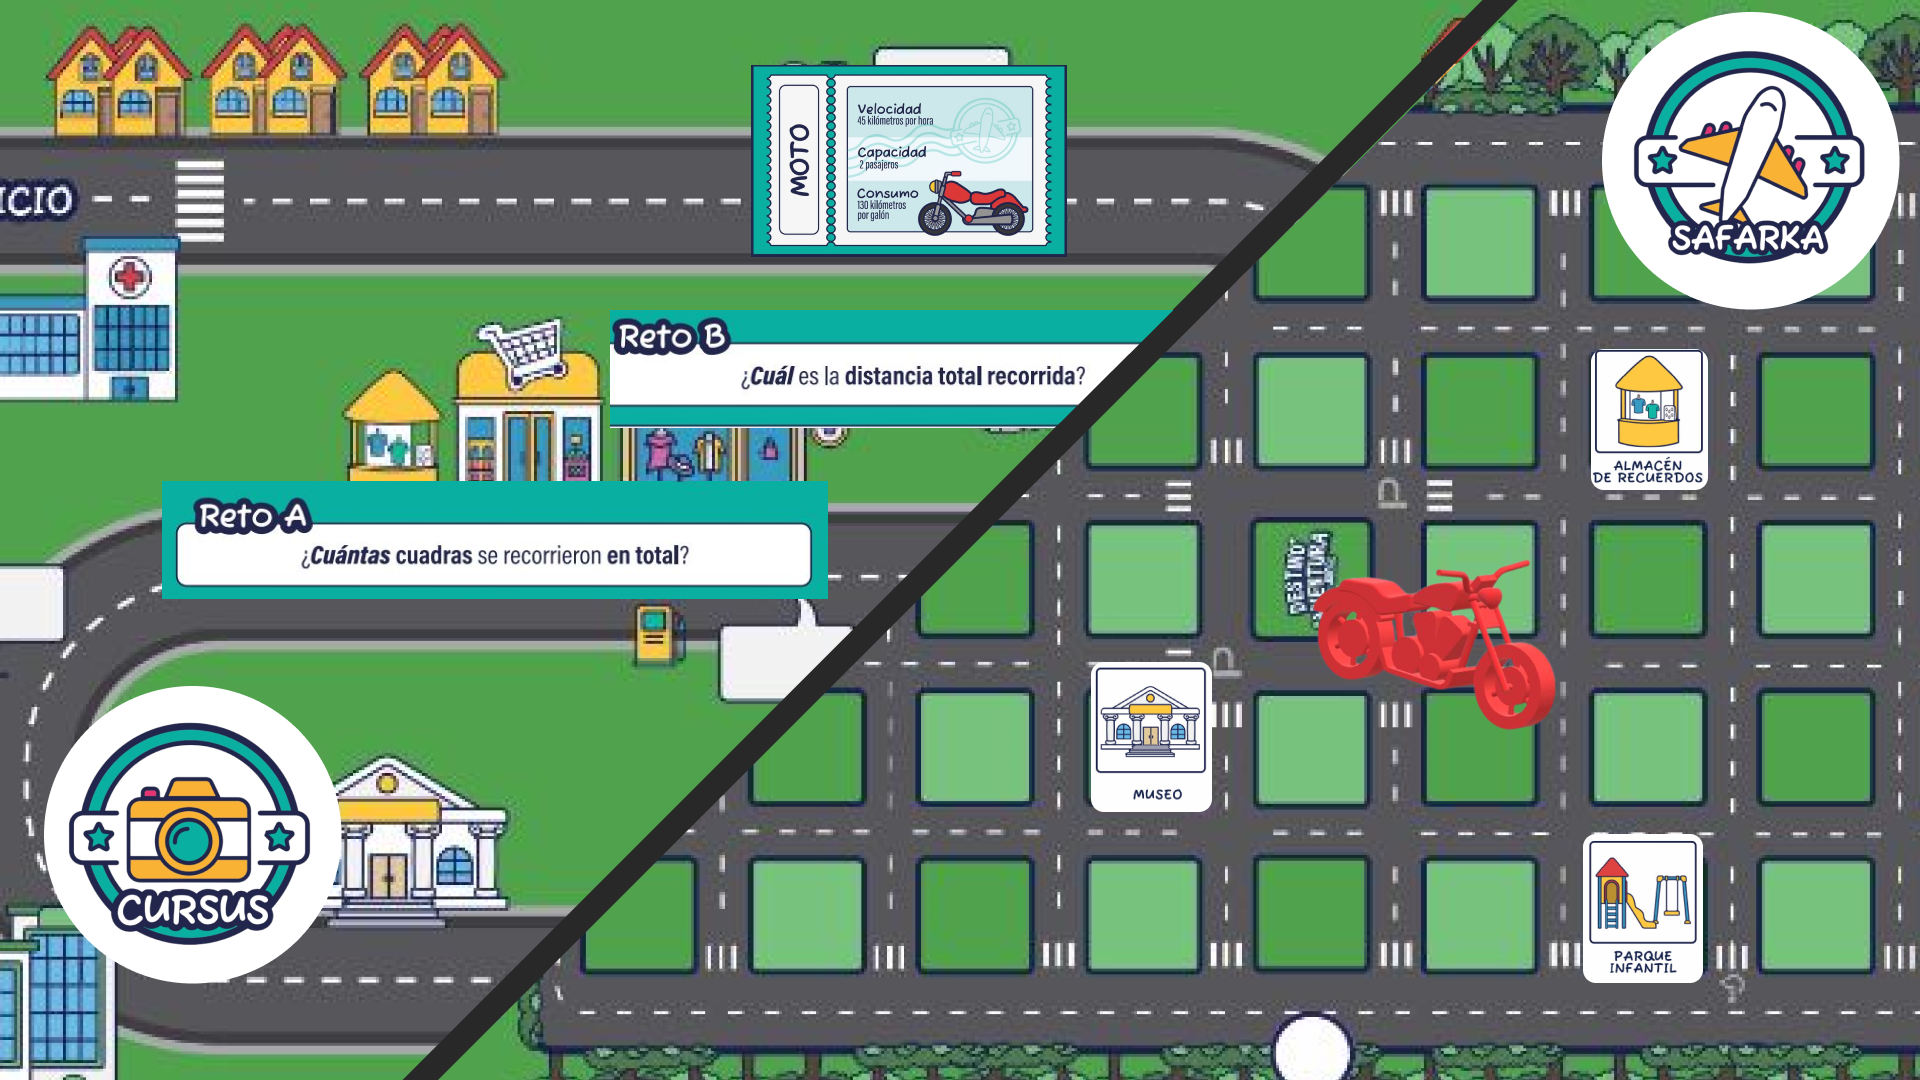 ICIO
MOTO
Velocidad
45 kilómetros por hora
Capacidad
2 pasajeros
Consumo
130 kilómetros
por galón
SAFARKA
Reto B
¿Cuál es la distancia total recorrida?
ALMACÉN
DE RECUERDOS
Reto A
¿Cuántas cuadras se recorrieron en total?
MUSEO
CURSUS
PARQUE
INFANTIL